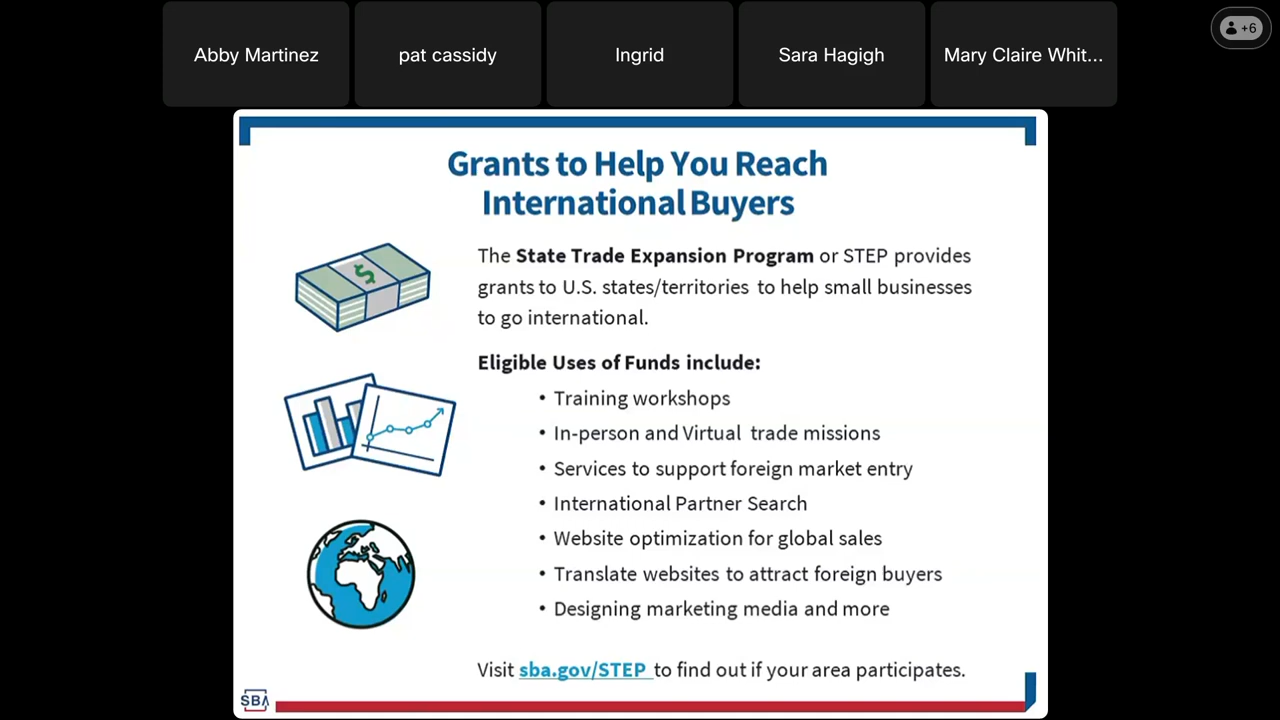 Abby Martinez
pat cassidy
Ingrid
Sara Hagigh
Mary Claire Whit...
+6
Grants to Help You Reach
International Buyers
$
The State Trade Expansion Program or STEP provides
grants to U.S. states/territories to help small businesses
to go international.
Eligible Uses of Funds include:
• Training workshops
• In-person and Virtual trade missions
• Services to support foreign market entry
• International Partner Search
• Website optimization for global sales
• Translate websites to attract foreign buyers
• Designing marketing media and more
Visit sba.gov/STEP to find out if your area participates.
SBA